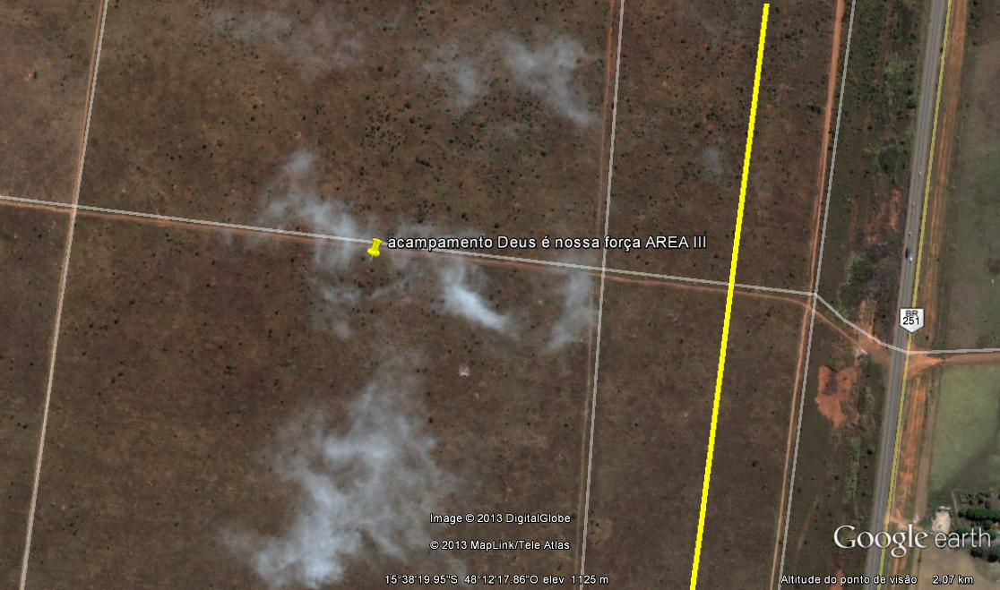 acampamento Deus é nossa força AREA III
BR
251
Image © 2013 DigitalGlobe
© 2013 MapLink/Tele Atlas
Google earth
15°38'19.95"S 48°12'17.86"O elev 1125 m
Altitude do ponto de visão 2.07 km